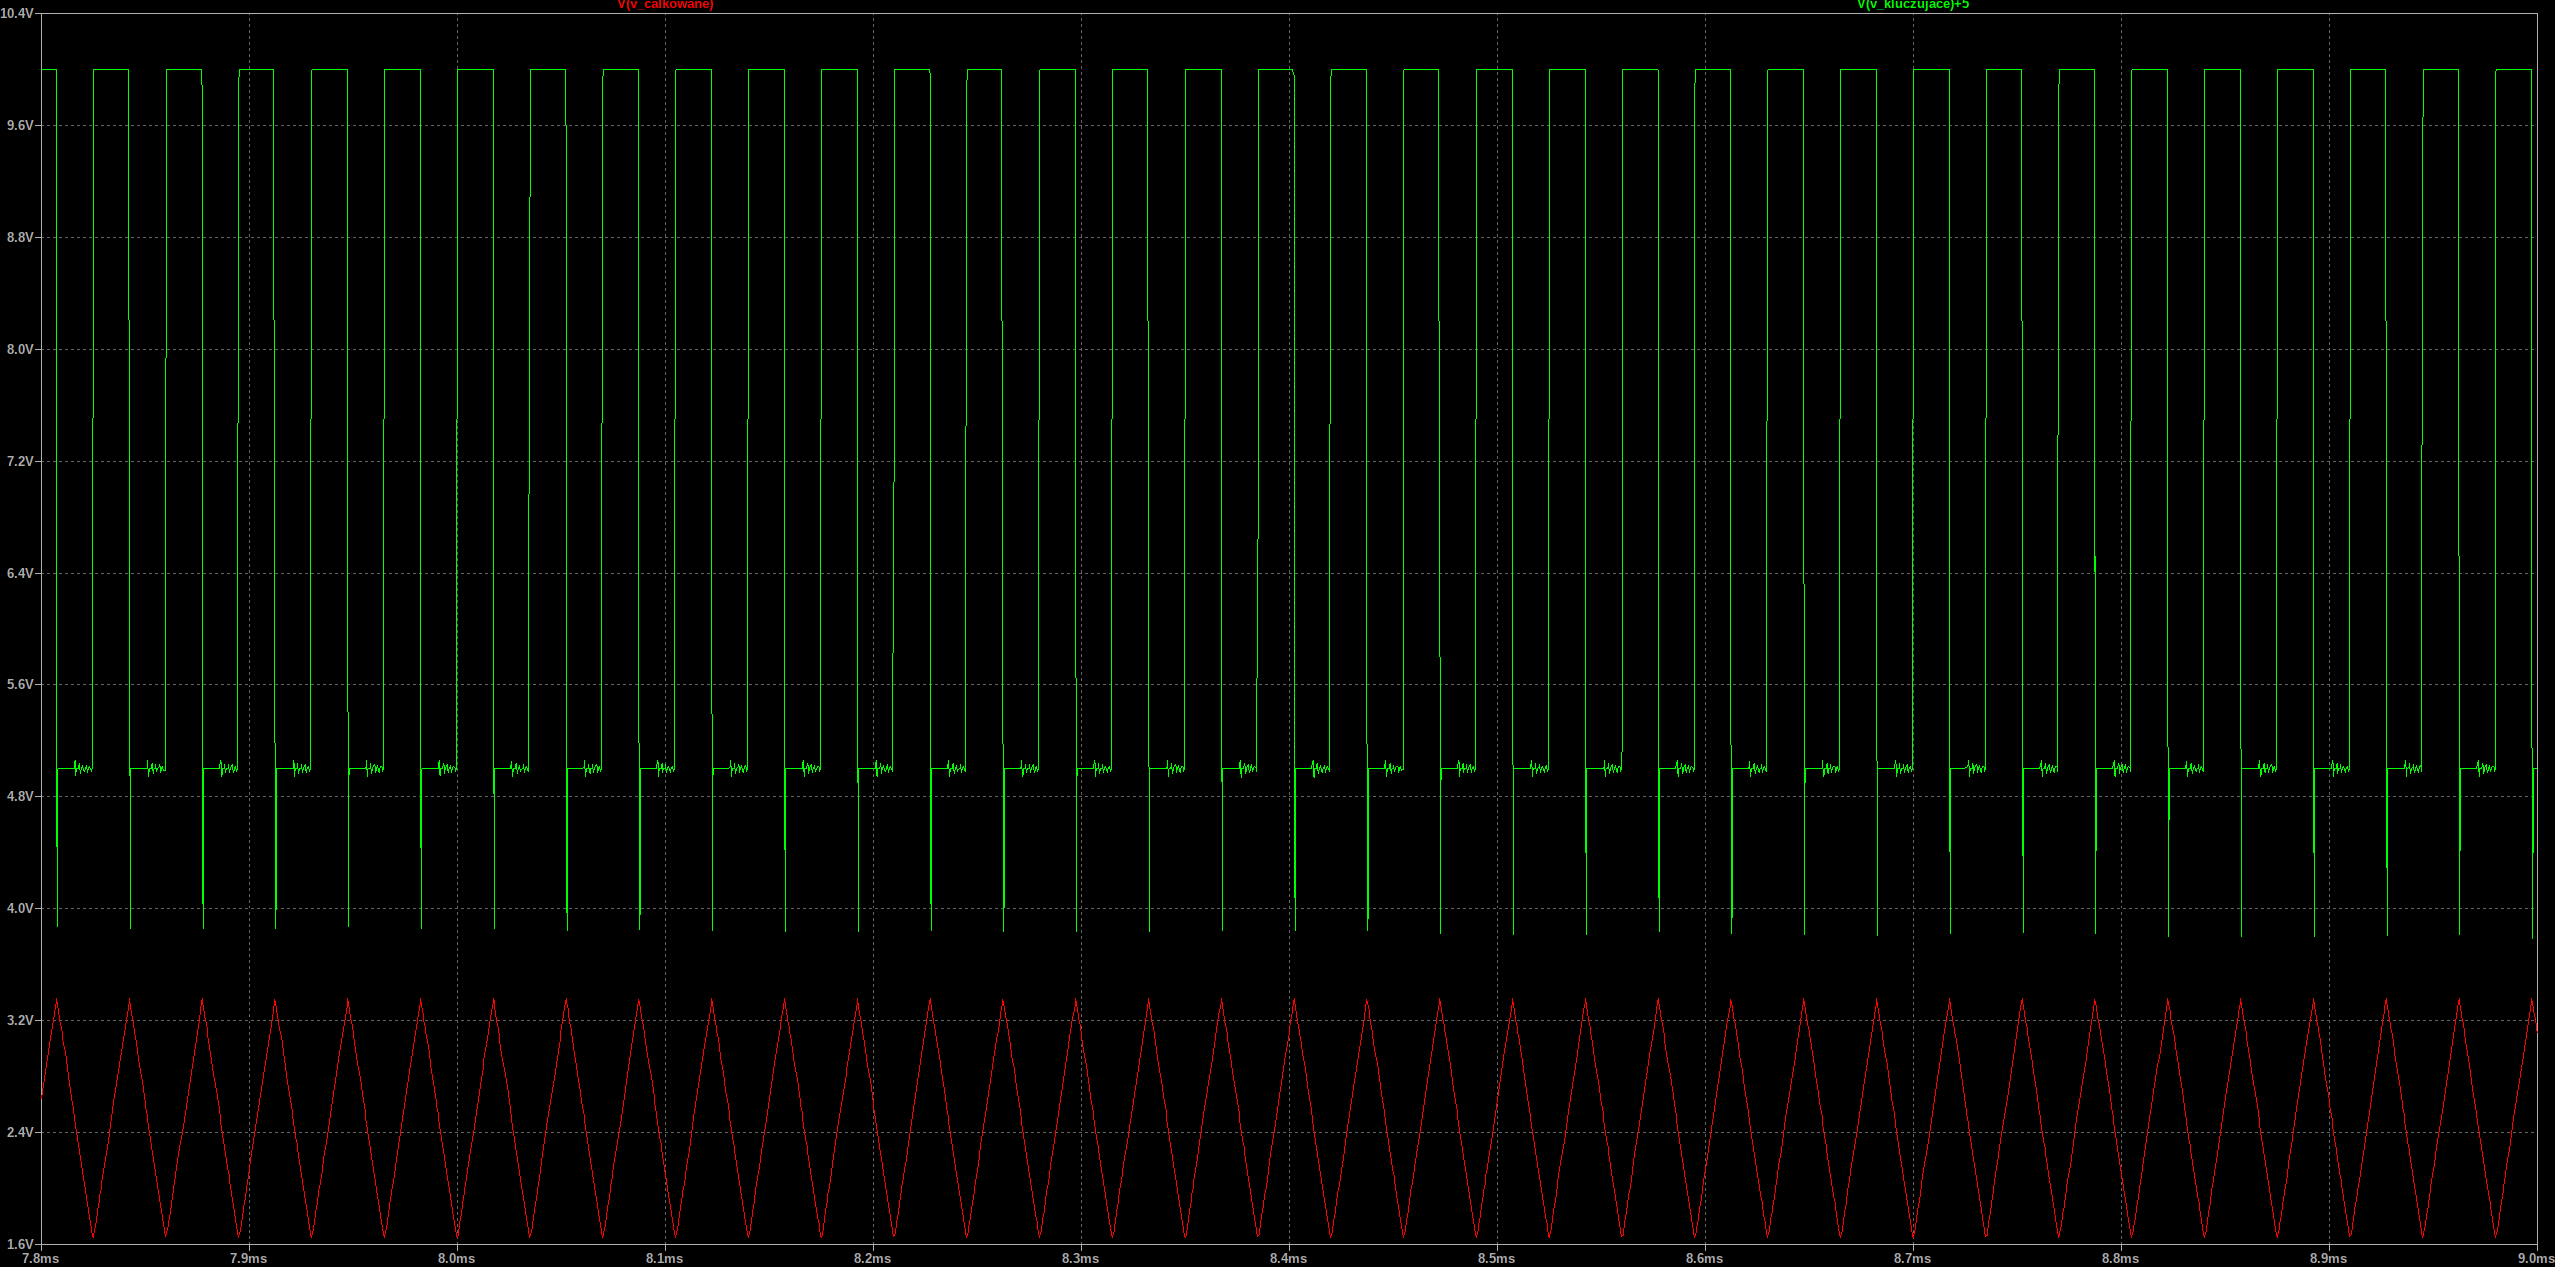 V(v_calkowane) V(v_kluczujace)+5
10.4V
9.6V
8.8V
8.0V
7.2V
6.4V
5.6V
4.8V
4.0V
3.2V
2.4V
1.6V
7.8ms 7.9ms 8.0ms 8.1ms 8.2ms 8.3ms 8.4ms 8.5ms 8.6ms 8.7ms 8.8ms 8.9ms 9.0ms